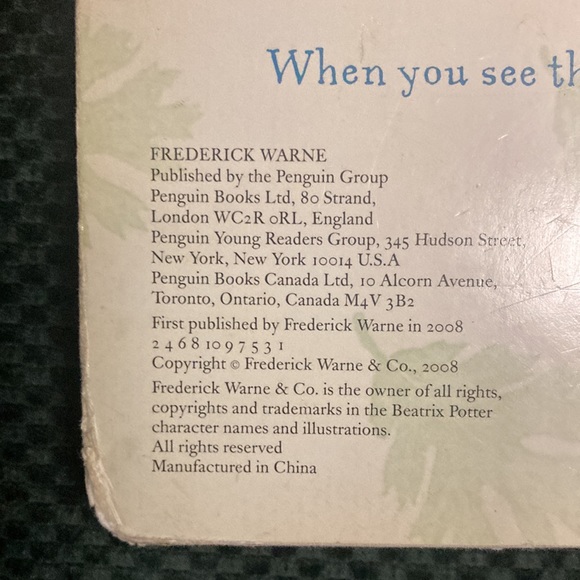 When you see
FREDERICK WARNE
Published by the Penguin Group
Penguin Books Ltd, 80 Strand,
London WC2R 0RL, England
Penguin Young Readers Group, 345 Hudson Street,
New York, New York 10014 U.S.A
Penguin Books Canada Ltd, 10 Alcorn Avenue,
Toronto, Ontario, Canada M4V 3B2
First published by Frederick Warne in 2008
2 4 6 8 10 9 7 5 3 1
Copyright © Frederick Warne & Co., 2008
Frederick Warne & Co. is the owner of all rights,
copyrights and trademarks in the Beatrix Potter
character names and illustrations.
All rights reserved
Manufactured in China